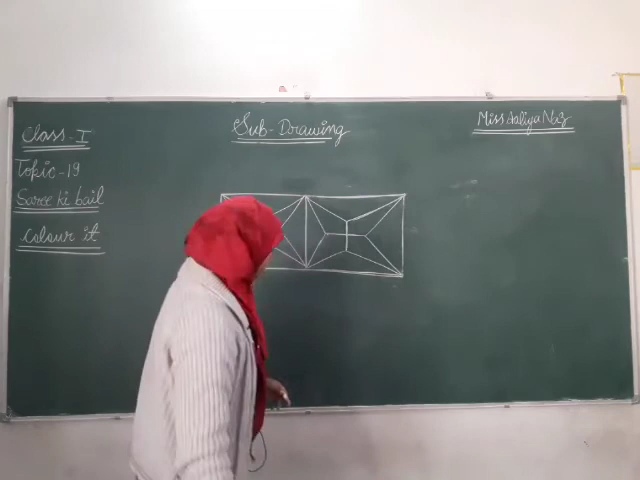 Class-I
Sub-Drawing
Miss Aaliya Naz
Topic-19
Saree ki bail
Colour it